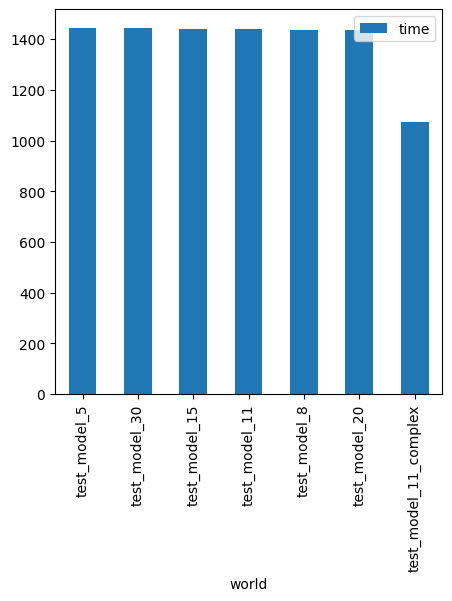 time
1400
1200
1000
800
600
400
200
0
test_model_5
test_model_30
test_model_15
test_model_11
test_model_8
test_model_20
test_model_11_complex
world